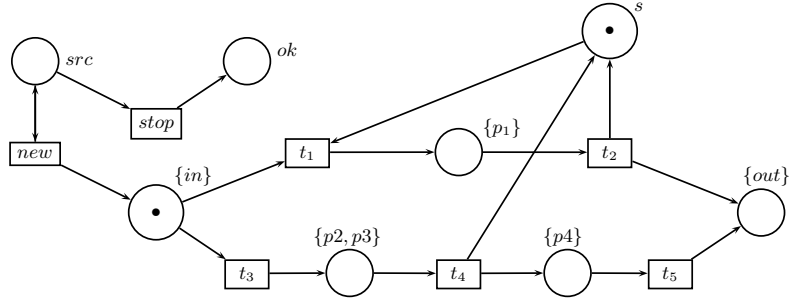 s
src
ok
stop
new
{in}
t₁
{p₁}
t₂
{out}
{p2, p3}
{p4}
t₃
t₄
t₅